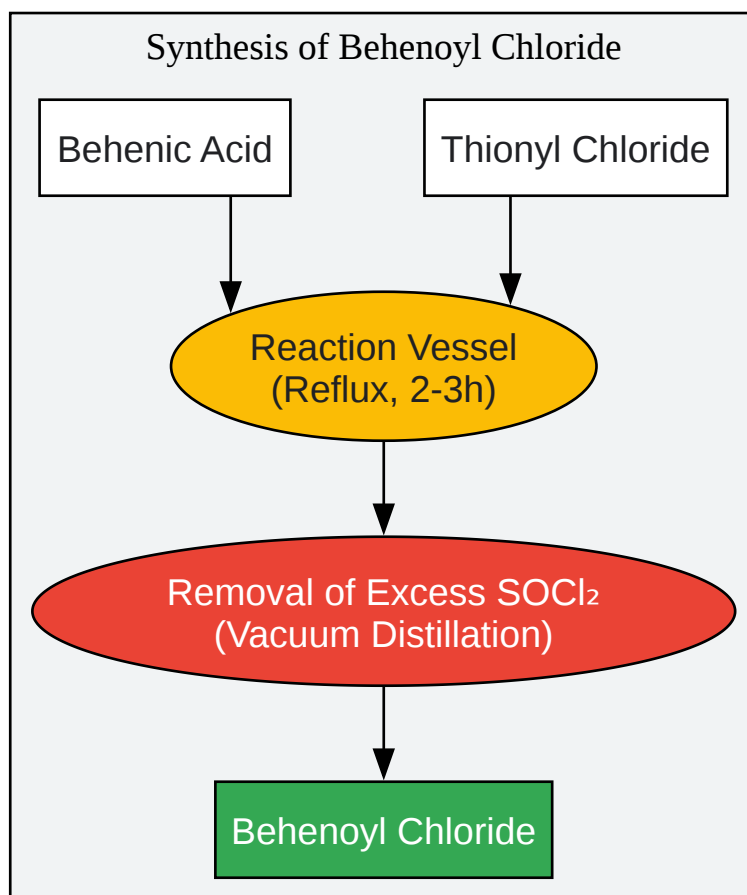 Synthesis of Behenoyl Chloride
Behenic Acid
Thionyl Chloride
Reaction Vessel
(Reflux, 2-3h)
Removal of Excess SOCl₂
(Vacuum Distillation)
Behenoyl Chloride